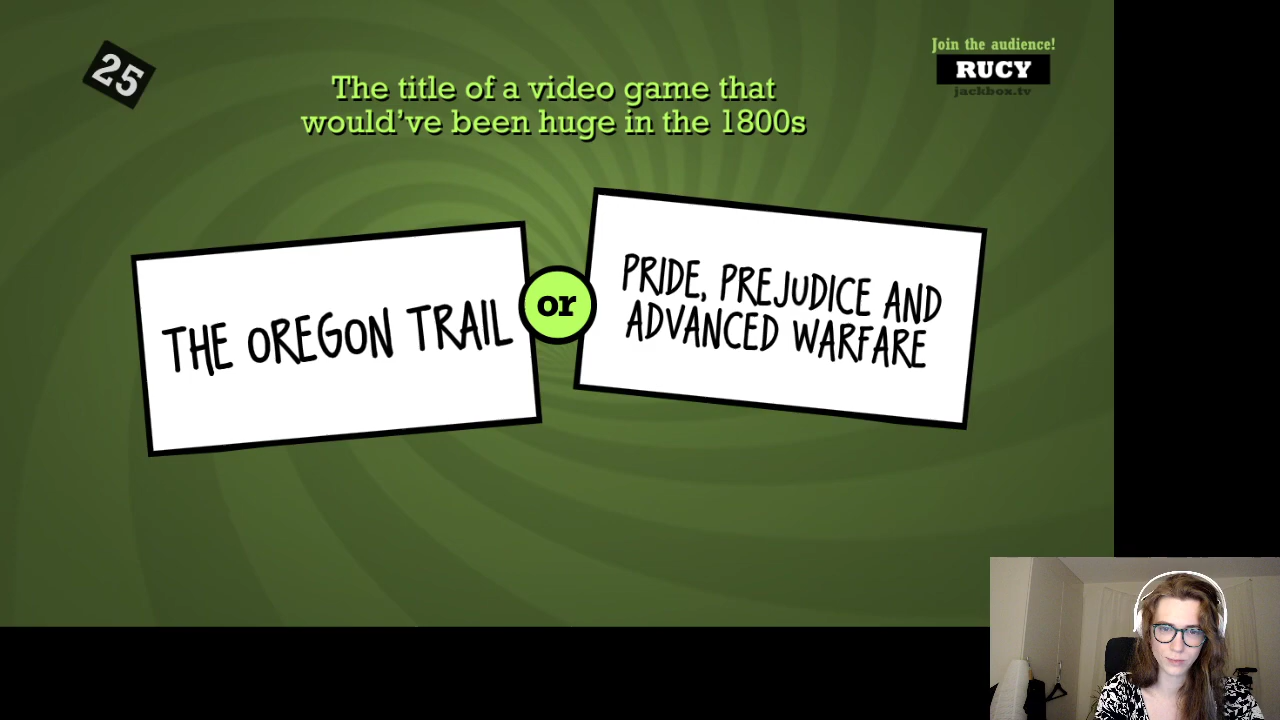 25
Join the audience!
RUCY
jackbox.tv
The title of a video game that
would've been huge in the 1800s
THE OREGON TRAIL
or
PRIDE, PREJUDICE AND
ADVANCED WARFARE